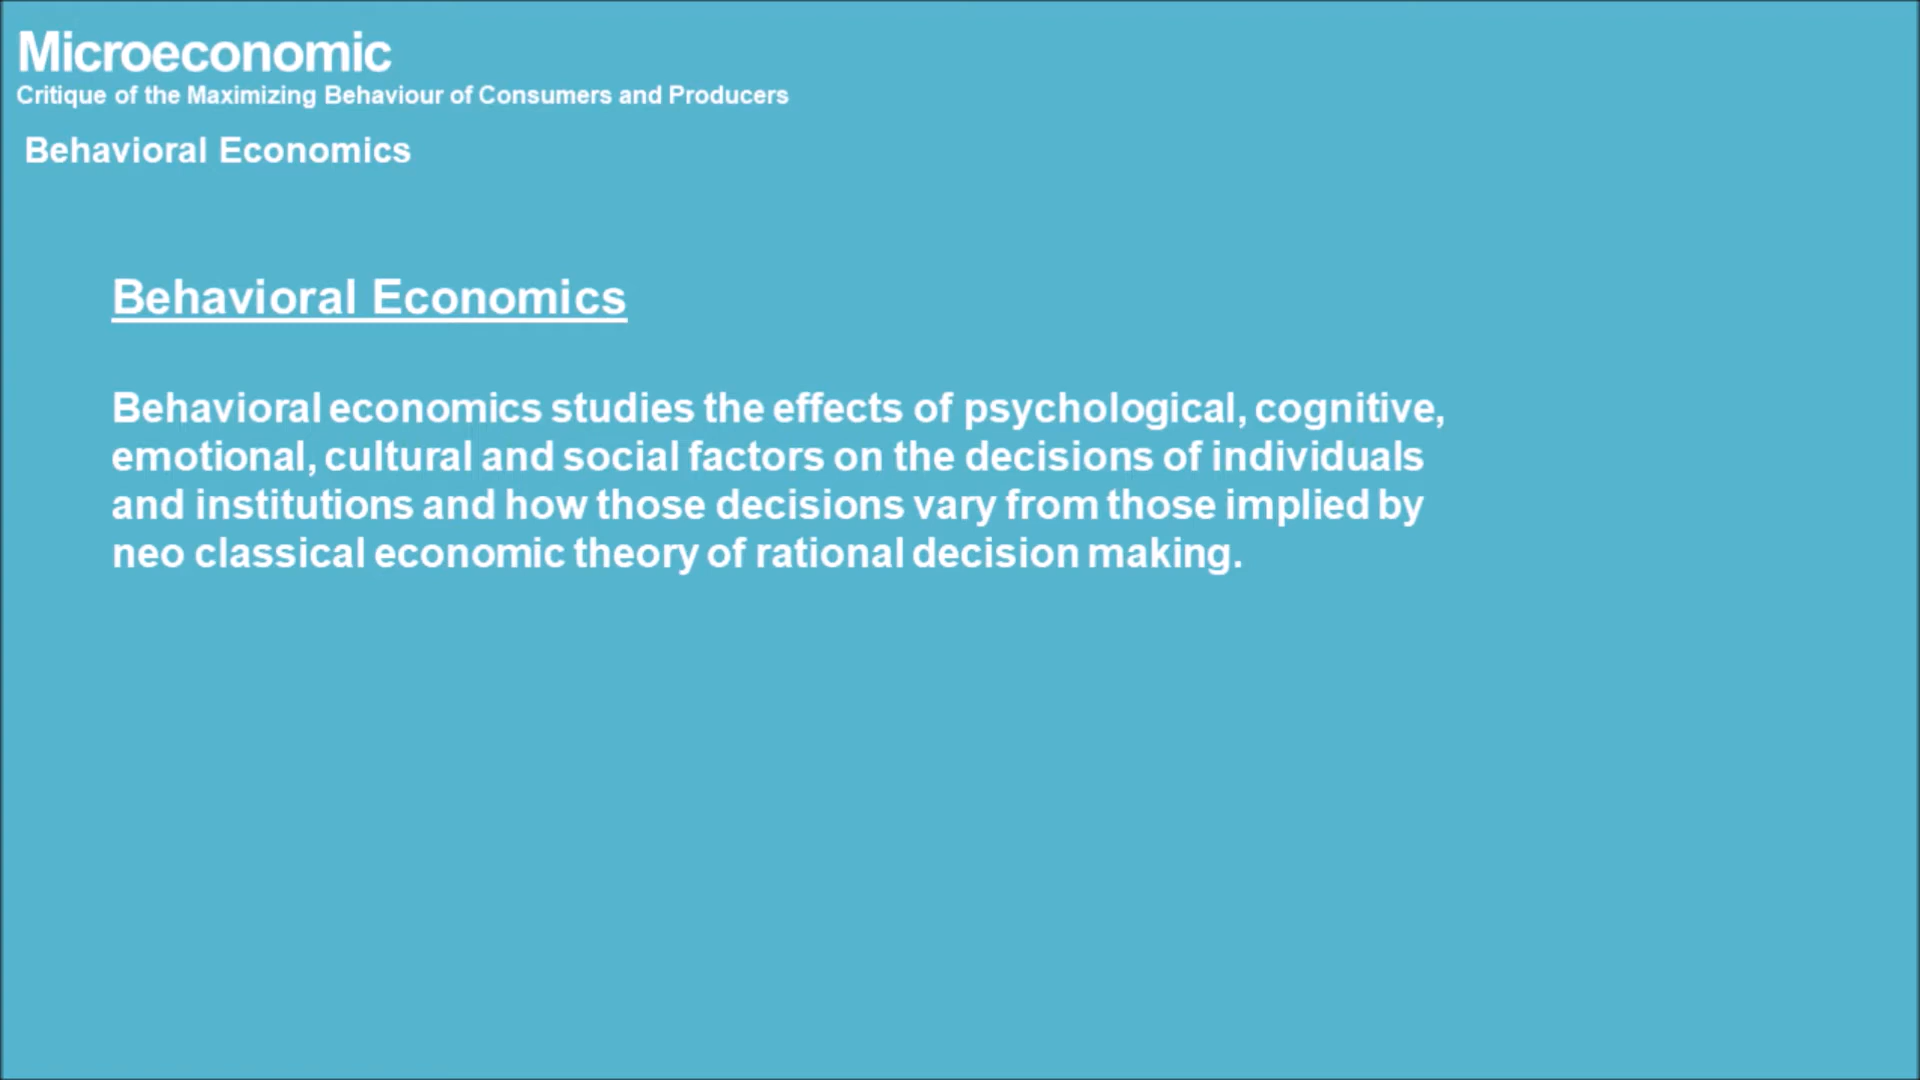 Microeconomic
Critique of the Maximizing Behaviour of Consumers and Producers
Behavioral Economics
Behavioral Economics
Behavioral economics studies the effects of psychological, cognitive,
emotional, cultural and social factors on the decisions of individuals
and institutions and how those decisions vary from those implied by
neo classical economic theory of rational decision making.